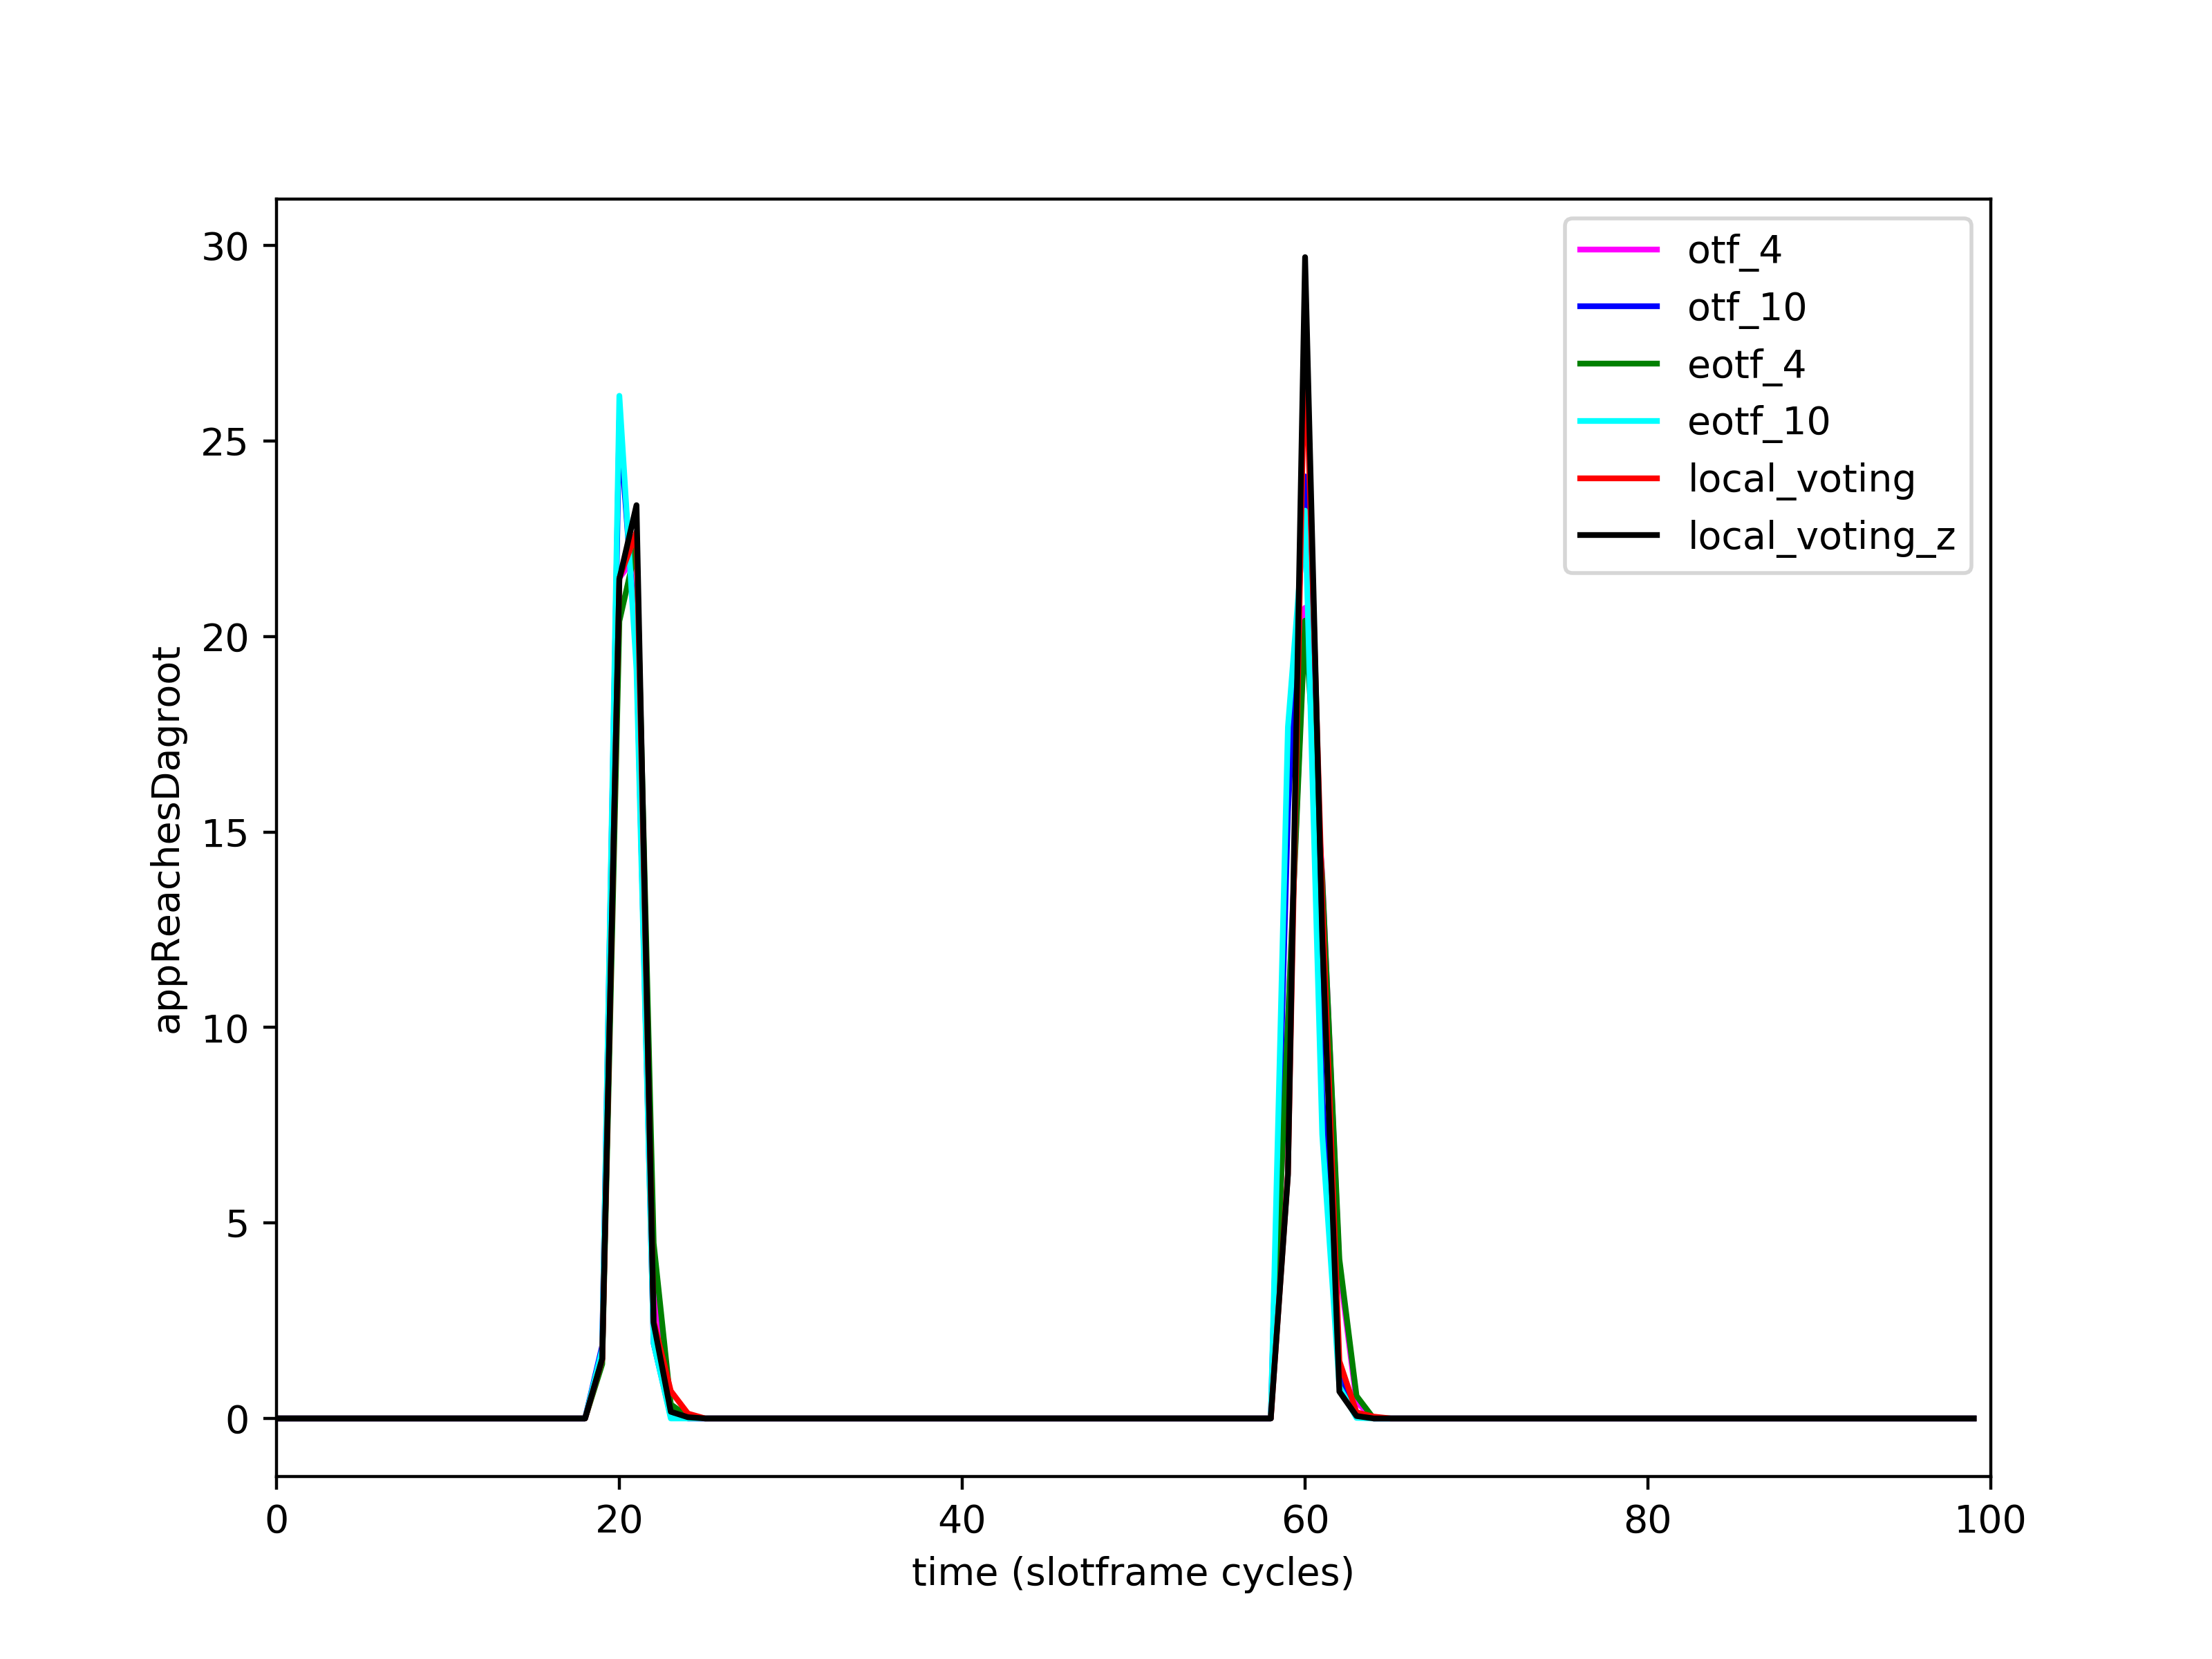 30
25
20
15
10
5
0
appReachesDagroot
0 20 40 60 80 100
time (slotframe cycles)
otf_4
otf_10
eotf_4
eotf_10
local_voting
local_voting_z